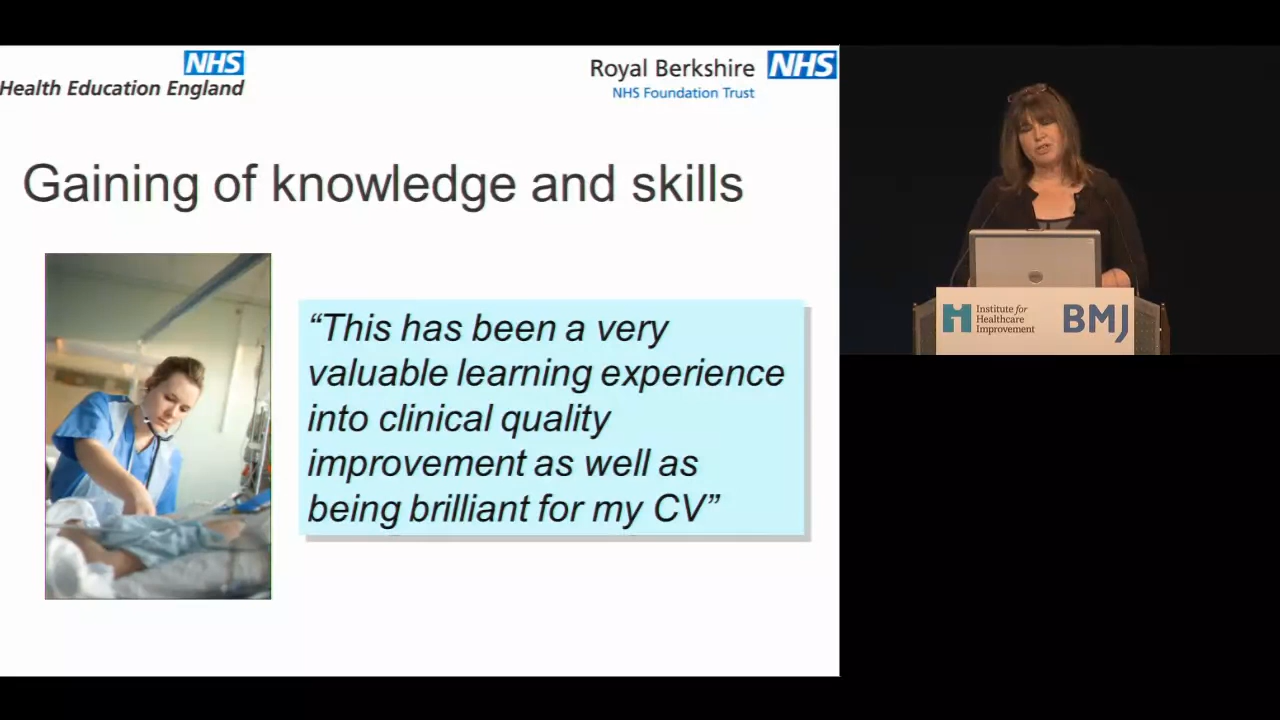 NHS
Health Education England
Royal Berkshire NHS
NHS Foundation Trust
Gaining of knowledge and skills
“This has been a very
valuable learning experience
into clinical quality
improvement as well as
being brilliant for my CV”
Institute for
Healthcare
Improvement
BMJ